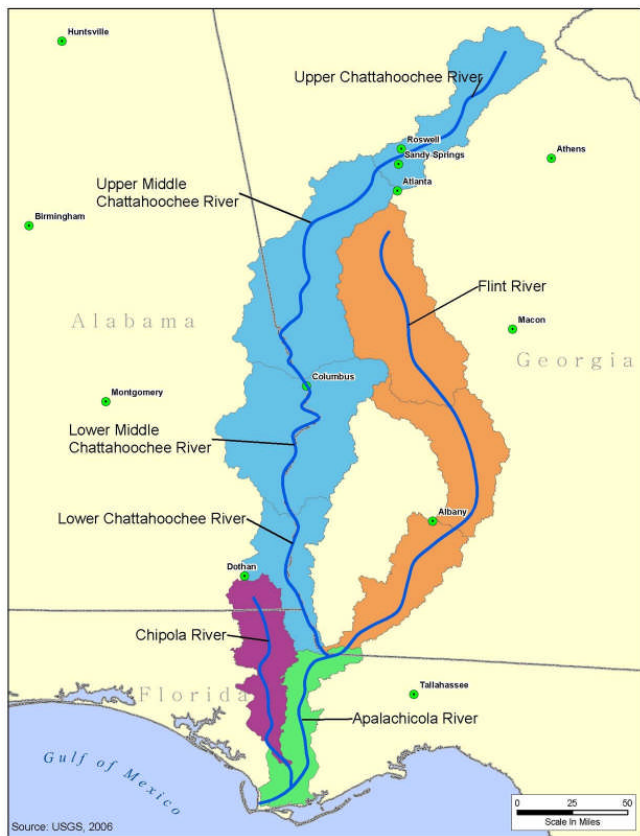 Huntsville
Upper Chattahoochee River
Roswell
Sandy Springs
Athens
Atlanta
Upper Middle
Chattahoochee River
Birmingham
Flint River
Alabama
Macon
Georgia
Columbus
Montgomery
Lower Middle
Chattahoochee River
Albany
Lower Chattahoochee River
Dothan
Chipola River
Florida
Tallahassee
Apalachicola River
Gulf of Mexico
0 25 50
Scale In Miles
Source: USGS, 2006